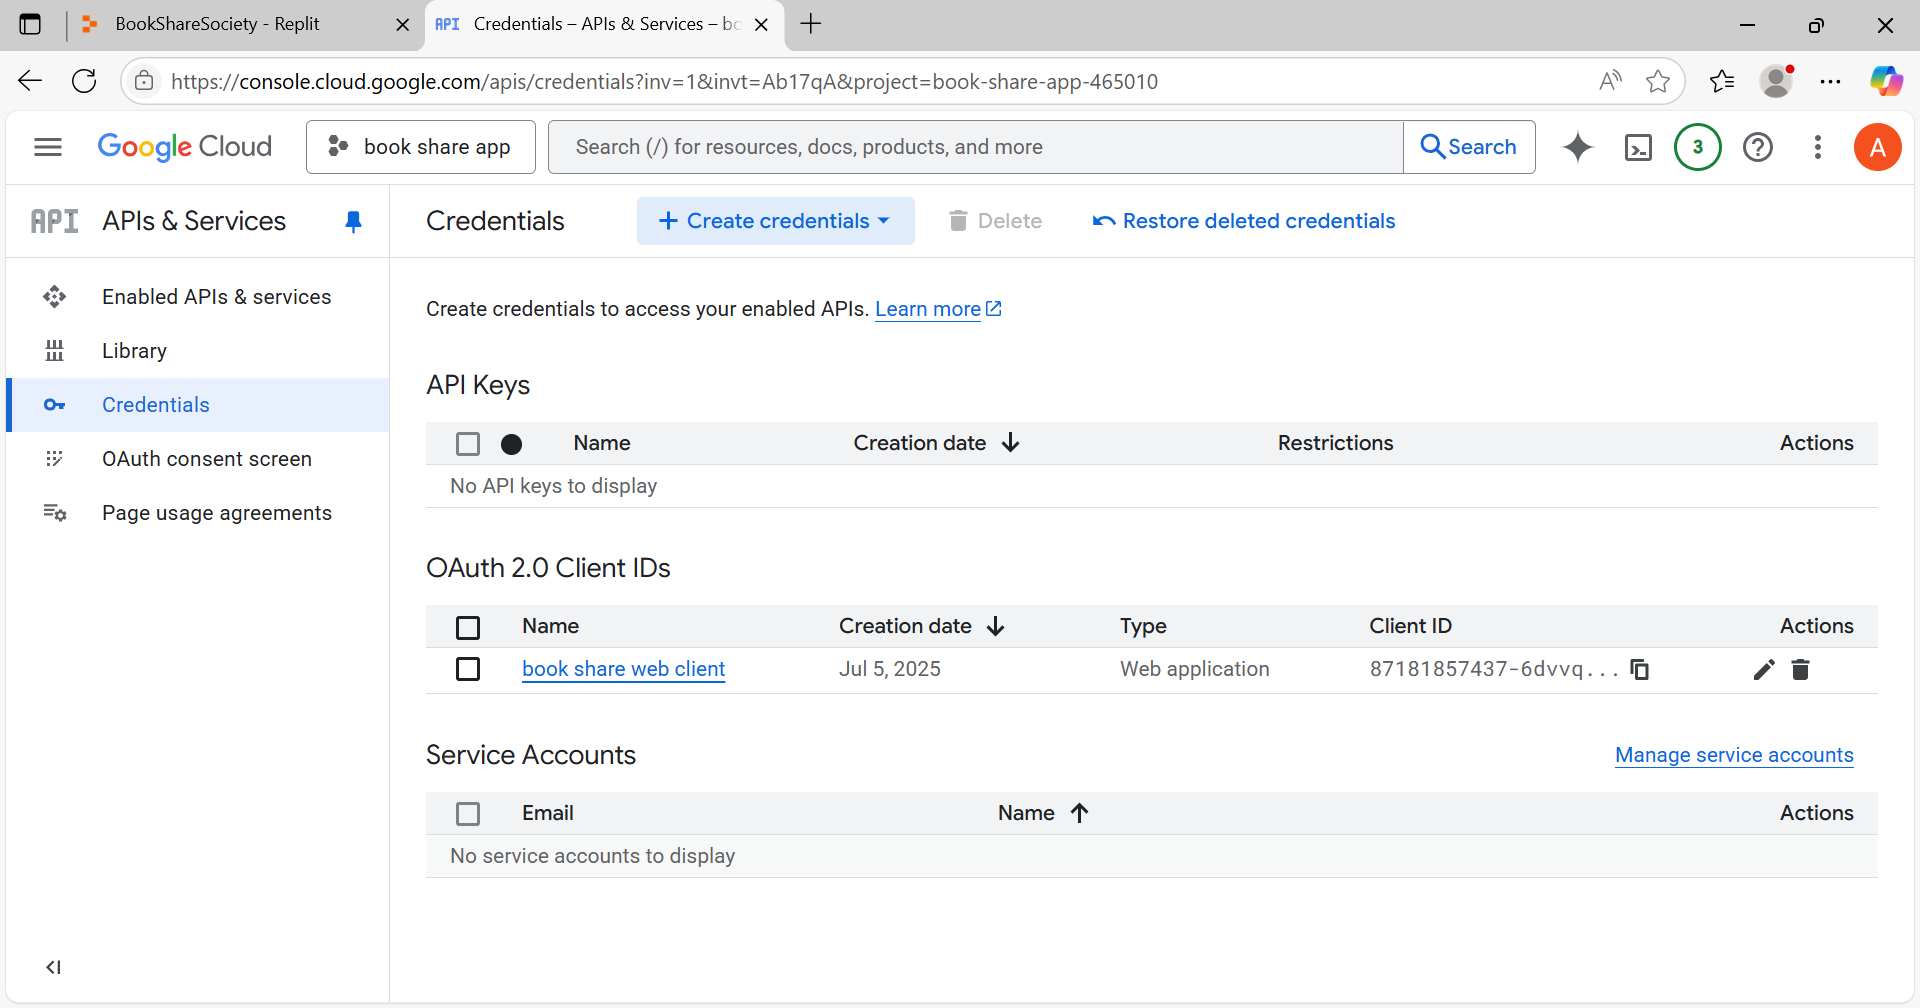 BookShareSociety - Replit
API Credentials – APIs & Services – bo
https://console.cloud.google.com/apis/credentials?inv=1&invt=Ab17qA&project=book-share-app-465010
Google Cloud
book share app
Search (/) for resources, docs, products, and more
Search
3
A
API APIs & Services
Credentials
Create credentials
Delete
Restore deleted credentials
Enabled APIs & services
Library
Credentials
OAuth consent screen
Page usage agreements
Create credentials to access your enabled APIs. Learn more
API Keys
Name Creation date Restrictions Actions
No API keys to display
OAuth 2.0 Client IDs
Name Creation date Type Client ID Actions
book share web client Jul 5, 2025 Web application 87181857437-6dvvq...
Service Accounts
Manage service accounts
Email Name Actions
No service accounts to display